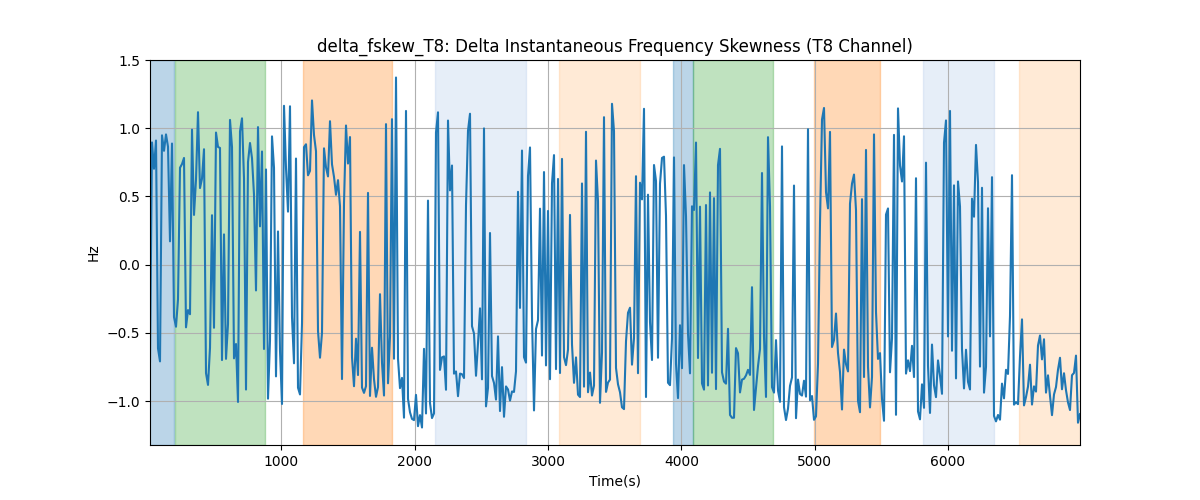 delta_fskew_T8: Delta Instantaneous Frequency Skewness (T8 Channel)
1.5
1.0
0.5
0.0
−0.5
−1.0
Hz
1000 2000 3000 4000 5000 6000
Time(s)